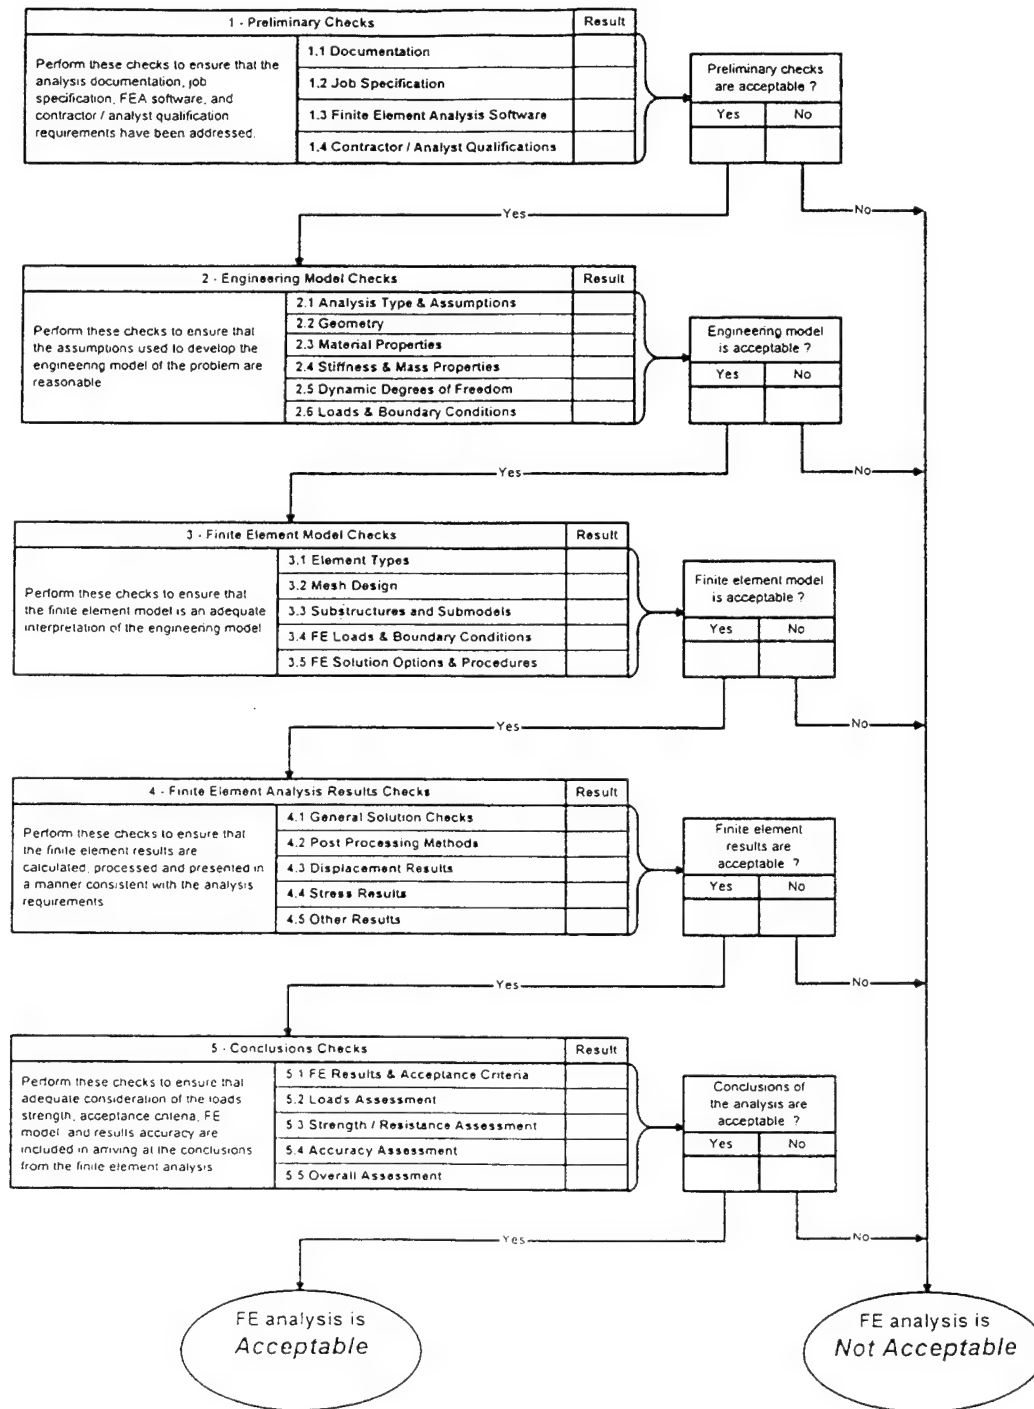 1 - Preliminary Checks
Result
Perform these checks to ensure that the
analysis documentation, job
specification, FEA software, and
contractor / analyst qualification
requirements have been addressed.
1.1 Documentation
1.2 Job Specification
1.3 Finite Element Analysis Software
1.4 Contractor / Analyst Qualifications
Preliminary checks
are acceptable ?
Yes
No
Yes
No
2 - Engineering Model Checks
Result
Perform these checks to ensure that
the assumptions used to develop the
engineering model of the problem are
reasonable
2.1 Analysis Type & Assumptions
2.2 Geometry
2.3 Material Properties
2.4 Stiffness & Mass Properties
2.5 Dynamic Degrees of Freedom
2.6 Loads & Boundary Conditions
Engineering model
is acceptable ?
Yes
No
Yes
No
3 - Finite Element Model Checks
Result
Perform these checks to ensure that
the finite element model is an adequate
interpretation of the engineering model
3.1 Element Types
3.2 Mesh Design
3.3 Substructures and Submodels
3.4 FE Loads & Boundary Conditions
3.5 FE Solution Options & Procedures
Finite element model
is acceptable ?
Yes
No
Yes
No
4 - Finite Element Analysis Results Checks
Result
Perform these checks to ensure that
the finite element results are
calculated, processed and presented in
a manner consistent with the analysis
requirements
4.1 General Solution Checks
4.2 Post Processing Methods
4.3 Displacement Results
4.4 Stress Results
4.5 Other Results
Finite element
results are
acceptable ?
Yes
No
Yes
No
5 - Conclusions Checks
Result
Perform these checks to ensure that
adequate consideration of the loads
strength, acceptance criteria, FE
model and results accuracy are
included in arriving at the conclusions
from the finite element analysis
5.1 FE Results & Acceptance Criteria
5.2 Loads Assessment
5.3 Strength / Resistance Assessment
5.4 Accuracy Assessment
5.5 Overall Assessment
Conclusions of
the analysis are
acceptable ?
Yes
No
Yes
No
FE analysis is
Acceptable
FE analysis is
Not Acceptable